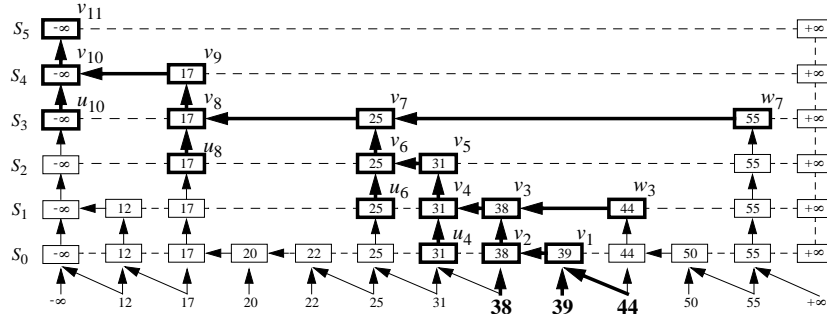 v11
S5 -∞ +∞
v10 v9
S4 -∞ 17 +∞
u10 v8 v7 w7
S3 -∞ 17 25 55 +∞
u8 v6 v5
S2 -∞ 17 25 31 55 +∞
u6 v4 v3 w3
S1 -∞ 12 17 25 31 38 44 55 +∞
u4 v2 v1
S0 -∞ 12 17 20 22 25 31 38 39 44 50 55 +∞
-∞ 12 17 20 22 25 31 38 39 44 50 55 +∞